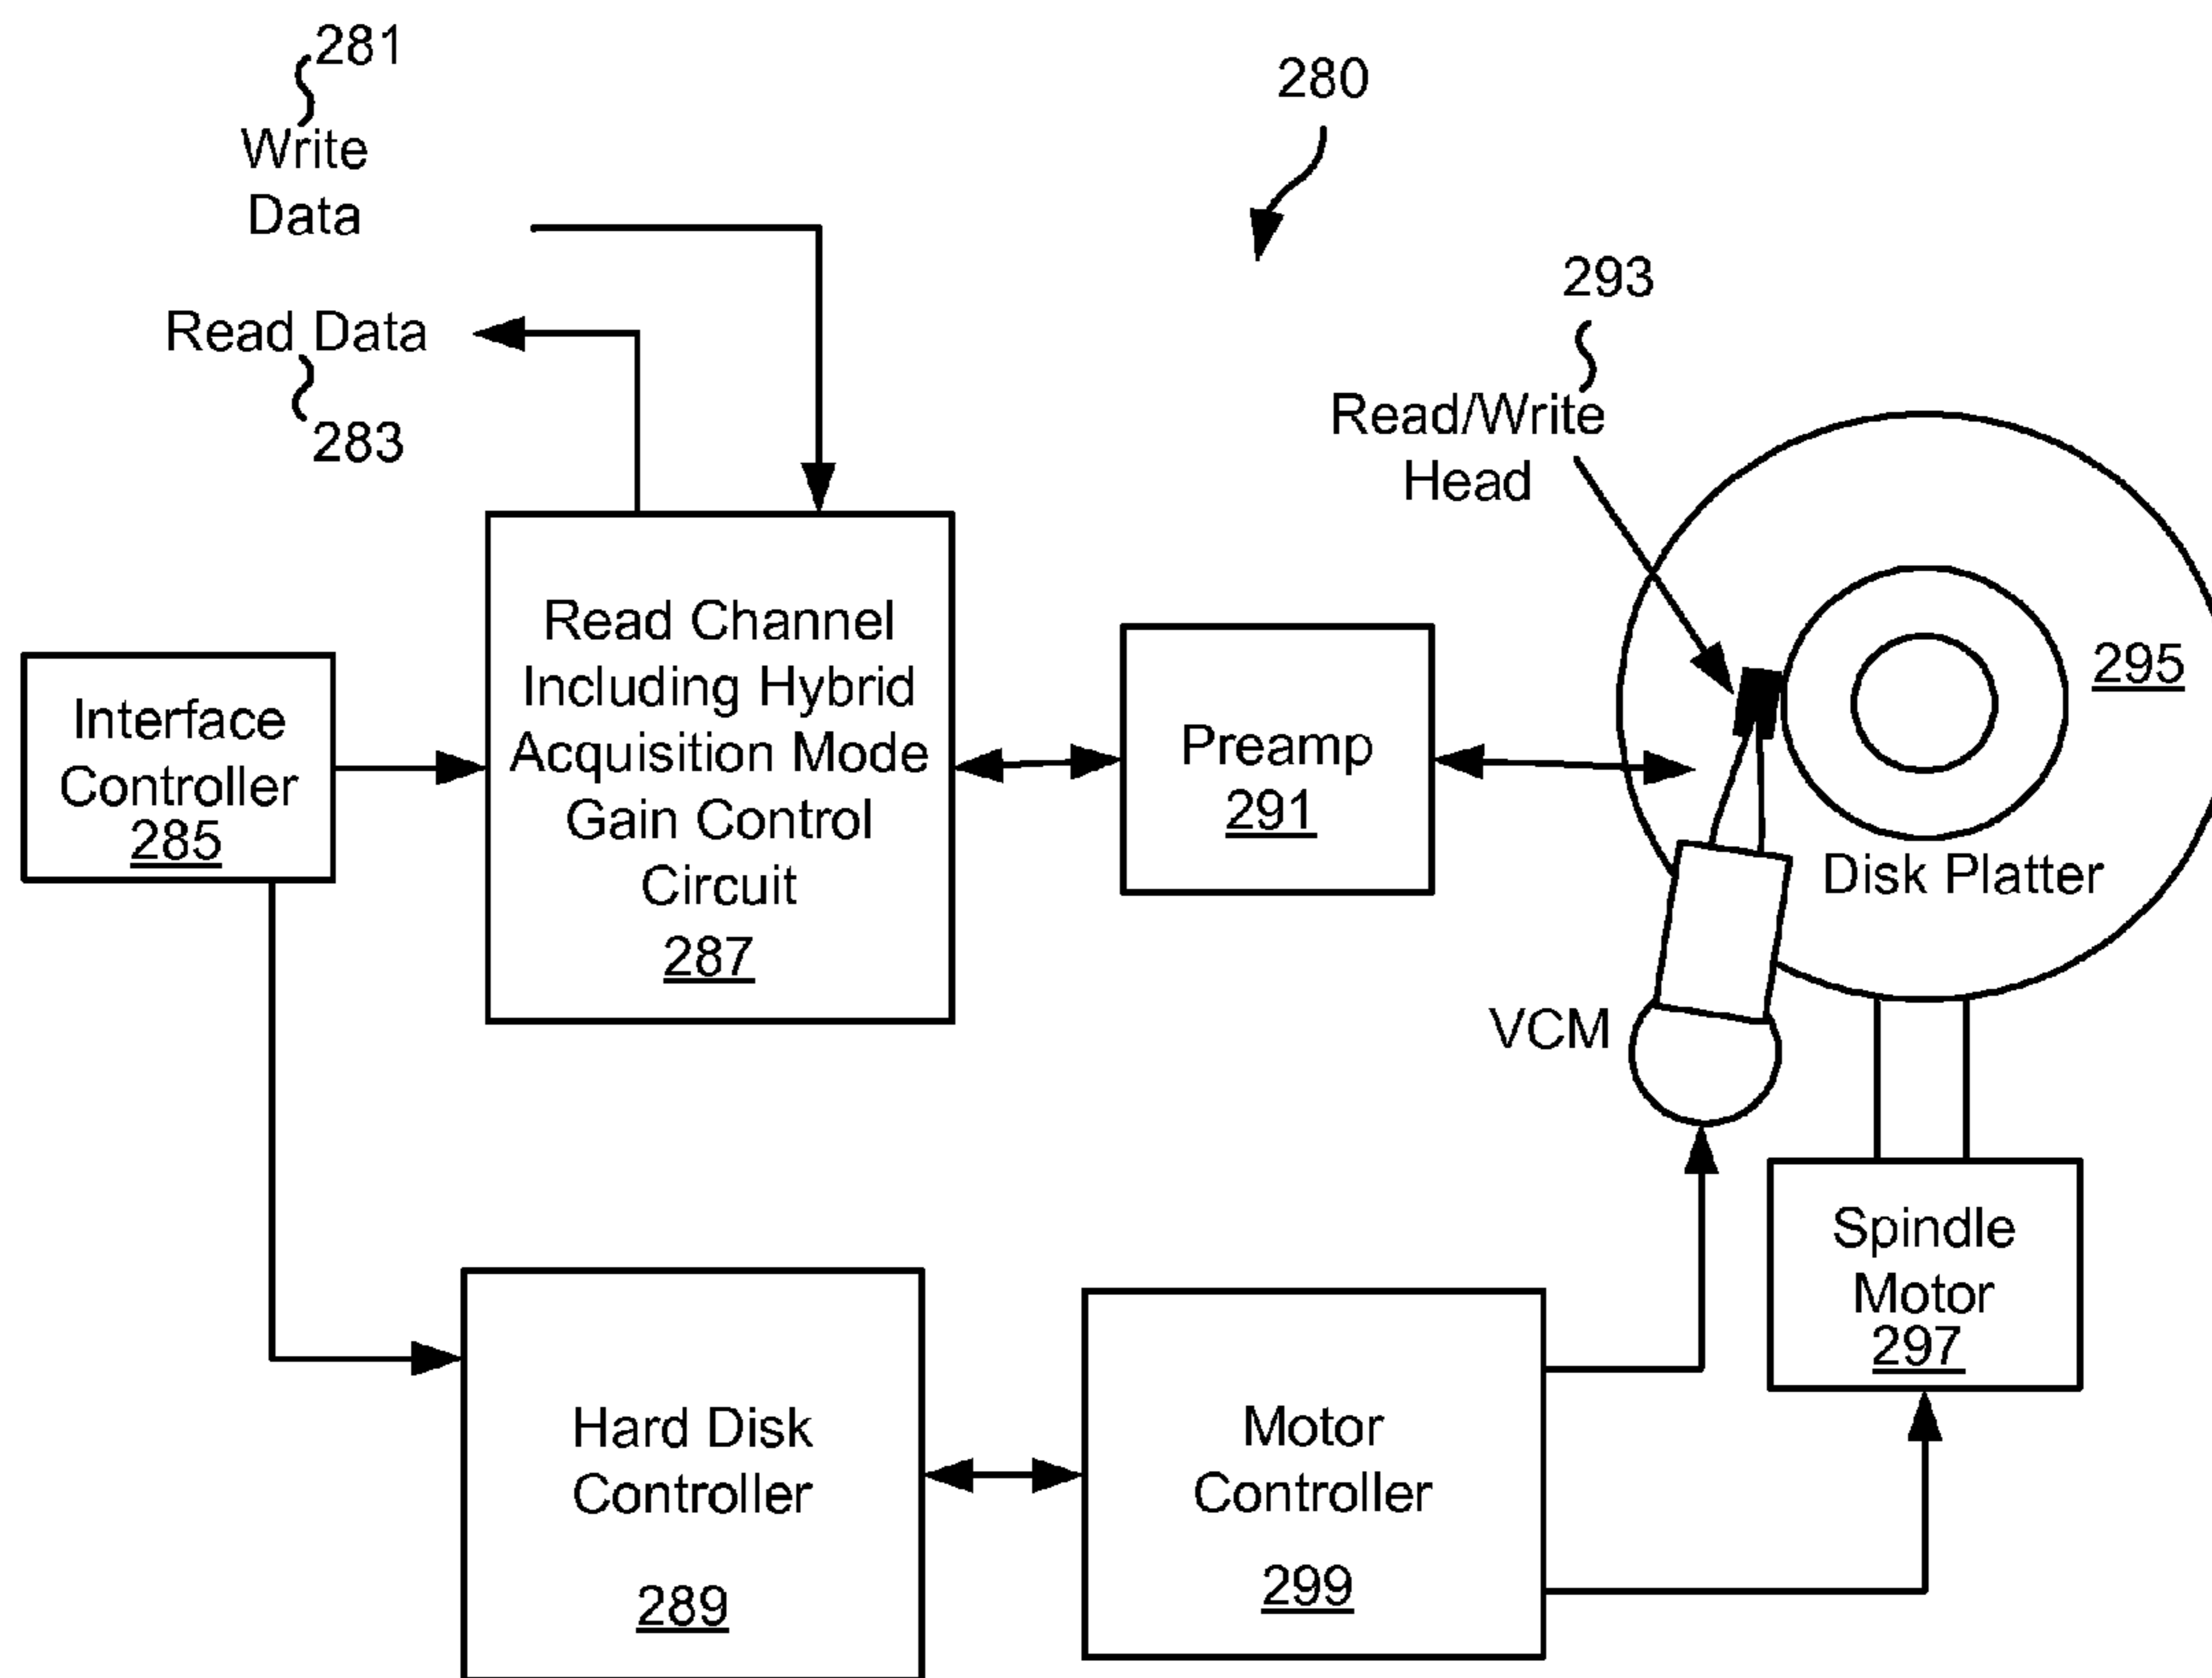 281
Write
Data
Read Data
283
280
293
Read/Write
Head
Interface
Controller
285
Read Channel
Including Hybrid
Acquisition Mode
Gain Control
Circuit
287
Preamp
291
295
Disk Platter
VCM
Spindle
Motor
297
Hard Disk
Controller
289
Motor
Controller
299